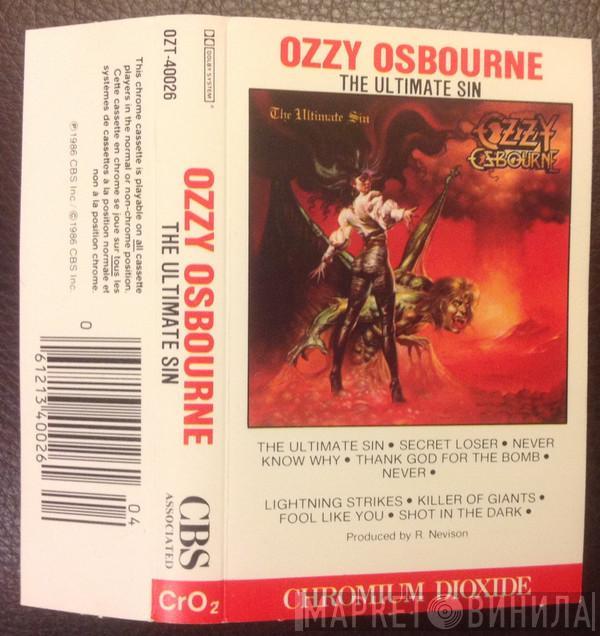 OZZY OSBOURNE
THE ULTIMATE SIN
The Ultimate Sin
OZZY
OSBOURNE
THE ULTIMATE SIN • SECRET LOSER • NEVER
KNOW WHY • THANK GOD FOR THE BOMB •
NEVER •
LIGHTNING STRIKES • KILLER OF GIANTS •
FOOL LIKE YOU • SHOT IN THE DARK •
Produced by R. Nevison
CHROMIUM DIOXIDE
OZT-40026
DOLBY SYSTEM
OZZY OSBOURNE
THE ULTIMATE SIN
CBS
ASSOCIATED
CrO2
This chrome cassette is playable on all cassette
players in the normal or non-chrome position.
Cette cassette en chrome se joue sur tous les
systèmes de cassettes à la position normale et
non à la position chrome.
℗1986 CBS Inc./©1986 CBS Inc.
0
61213 40026
04
МАРКЕТ ВИНИЛА